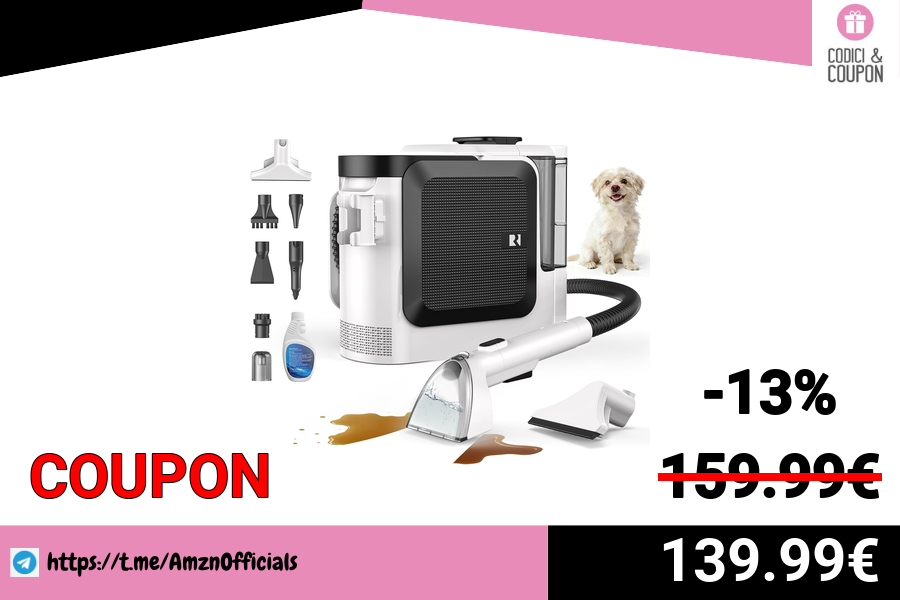 CODICI &
COUPON
-13%
COUPON
159.99€
https://t.me/AmznOfficials
139.99€